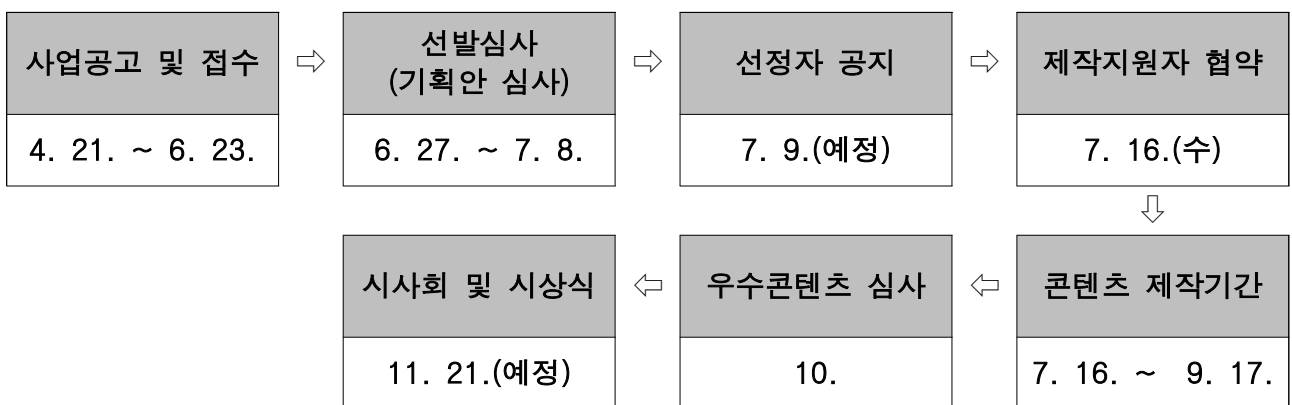 사업공고 및 접수
4. 21. ~ 6. 23.
⇨
선발심사
(기획안 심사)
6. 27. ~ 7. 8.
⇨
선정자 공지
7. 9.(예정)
⇨
제작지원자 협약
7. 16.(수)
⇩
콘텐츠 제작기간
7. 16. ~ 9. 17.
⇦
우수콘텐츠 심사
10.
⇦
시사회 및 시상식
11. 21.(예정)